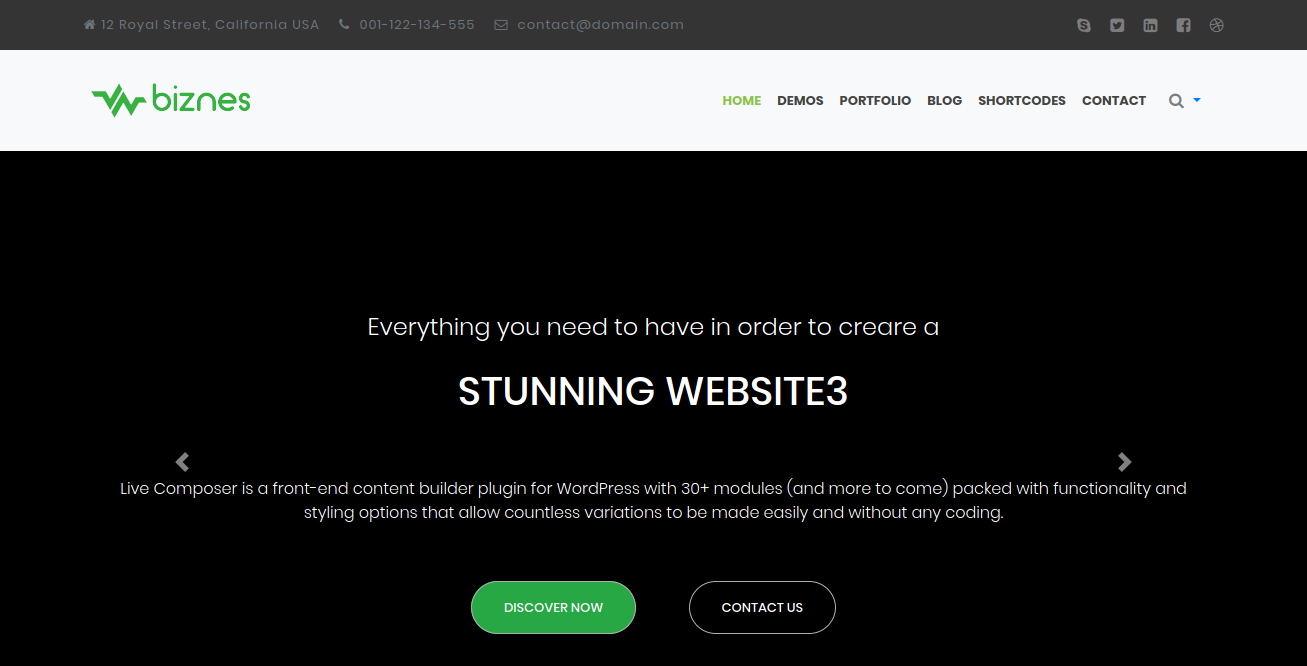 12 Royal Street, California USA 001-122-134-555 contact@domain.com
biznes
HOME DEMOS PORTFOLIO BLOG SHORTCODES CONTACT
Everything you need to have in order to creare a
STUNNING WEBSITE3
Live Composer is a front-end content builder plugin for WordPress with 30+ modules (and more to come) packed with functionality and
styling options that allow countless variations to be made easily and without any coding.
DISCOVER NOW CONTACT US